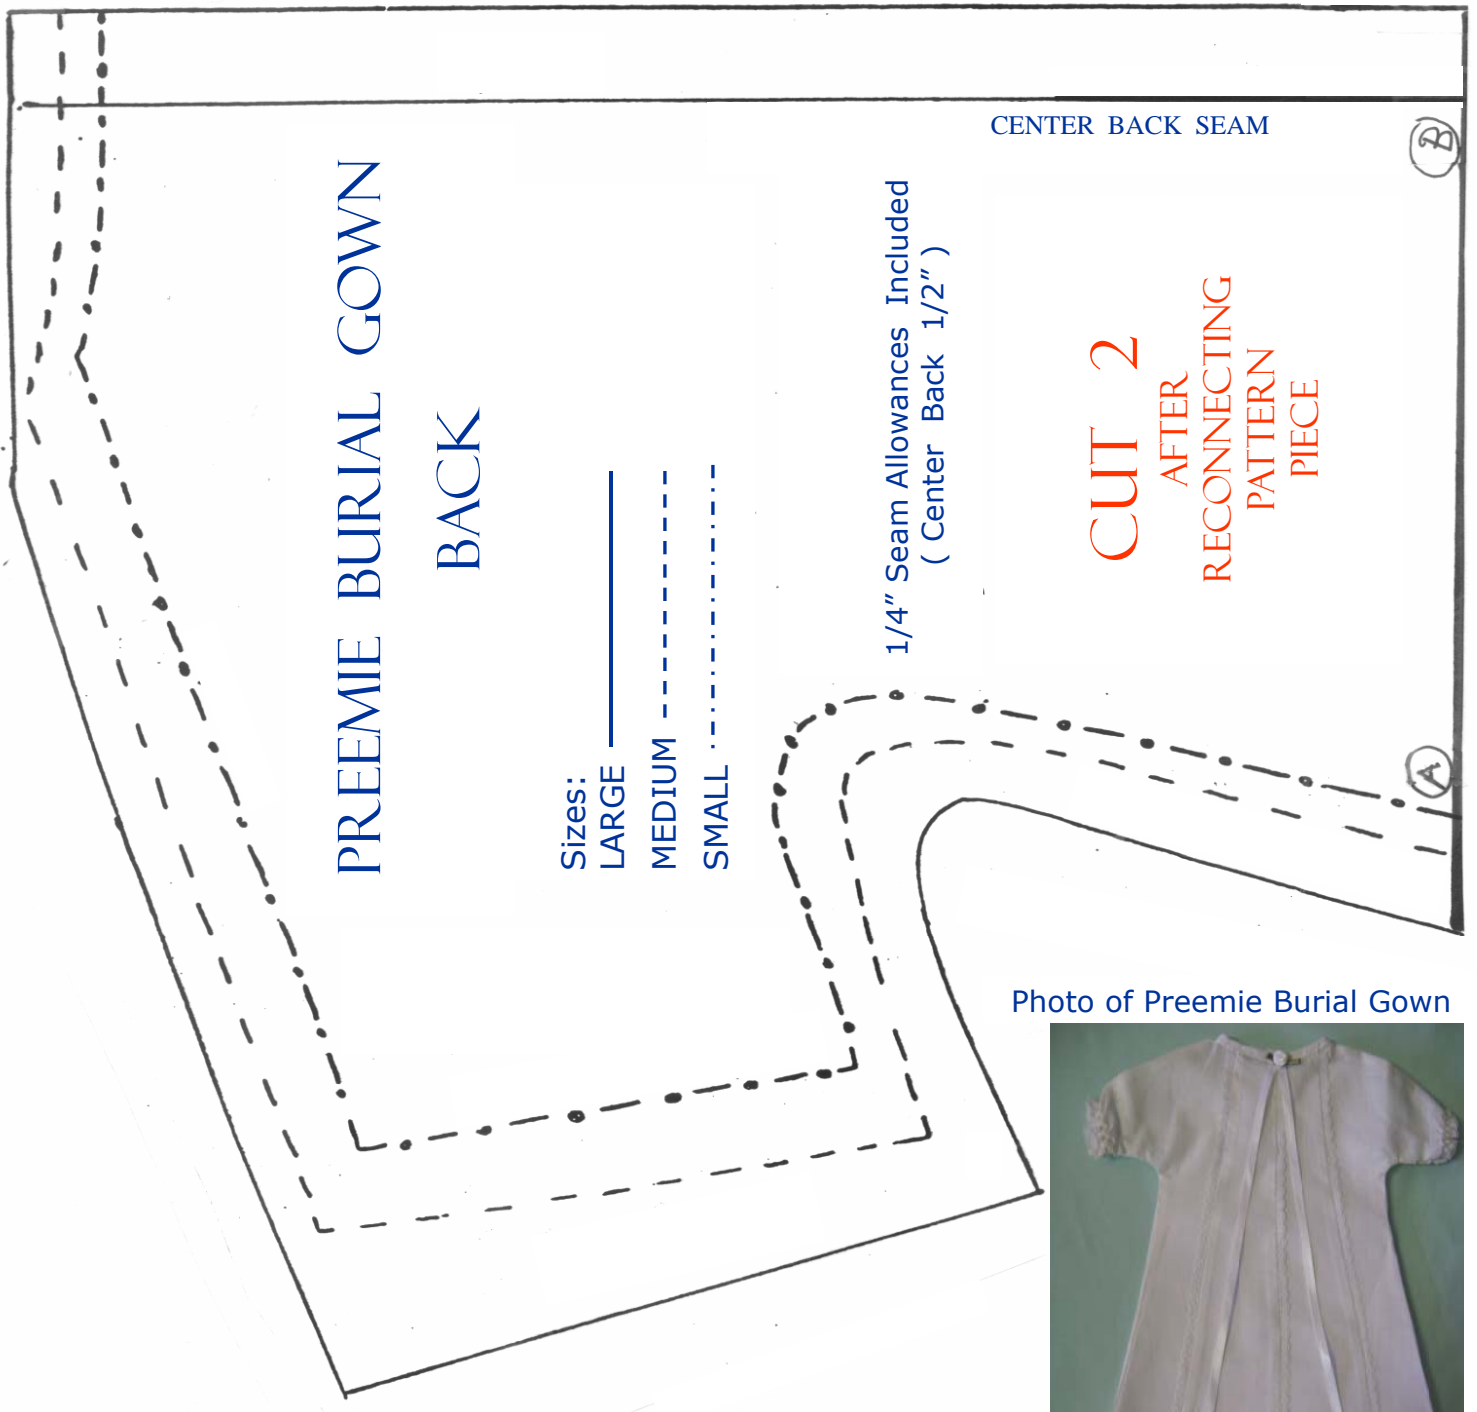 CENTER BACK SEAM
B
PREEMIE BURIAL GOWN
BACK
Sizes:
LARGE
MEDIUM
SMALL
1/4" Seam Allowances Included
( Center Back 1/2" )
CUT 2
AFTER
RECONNECTING
PATTERN
PIECE
A
Photo of Preemie Burial Gown